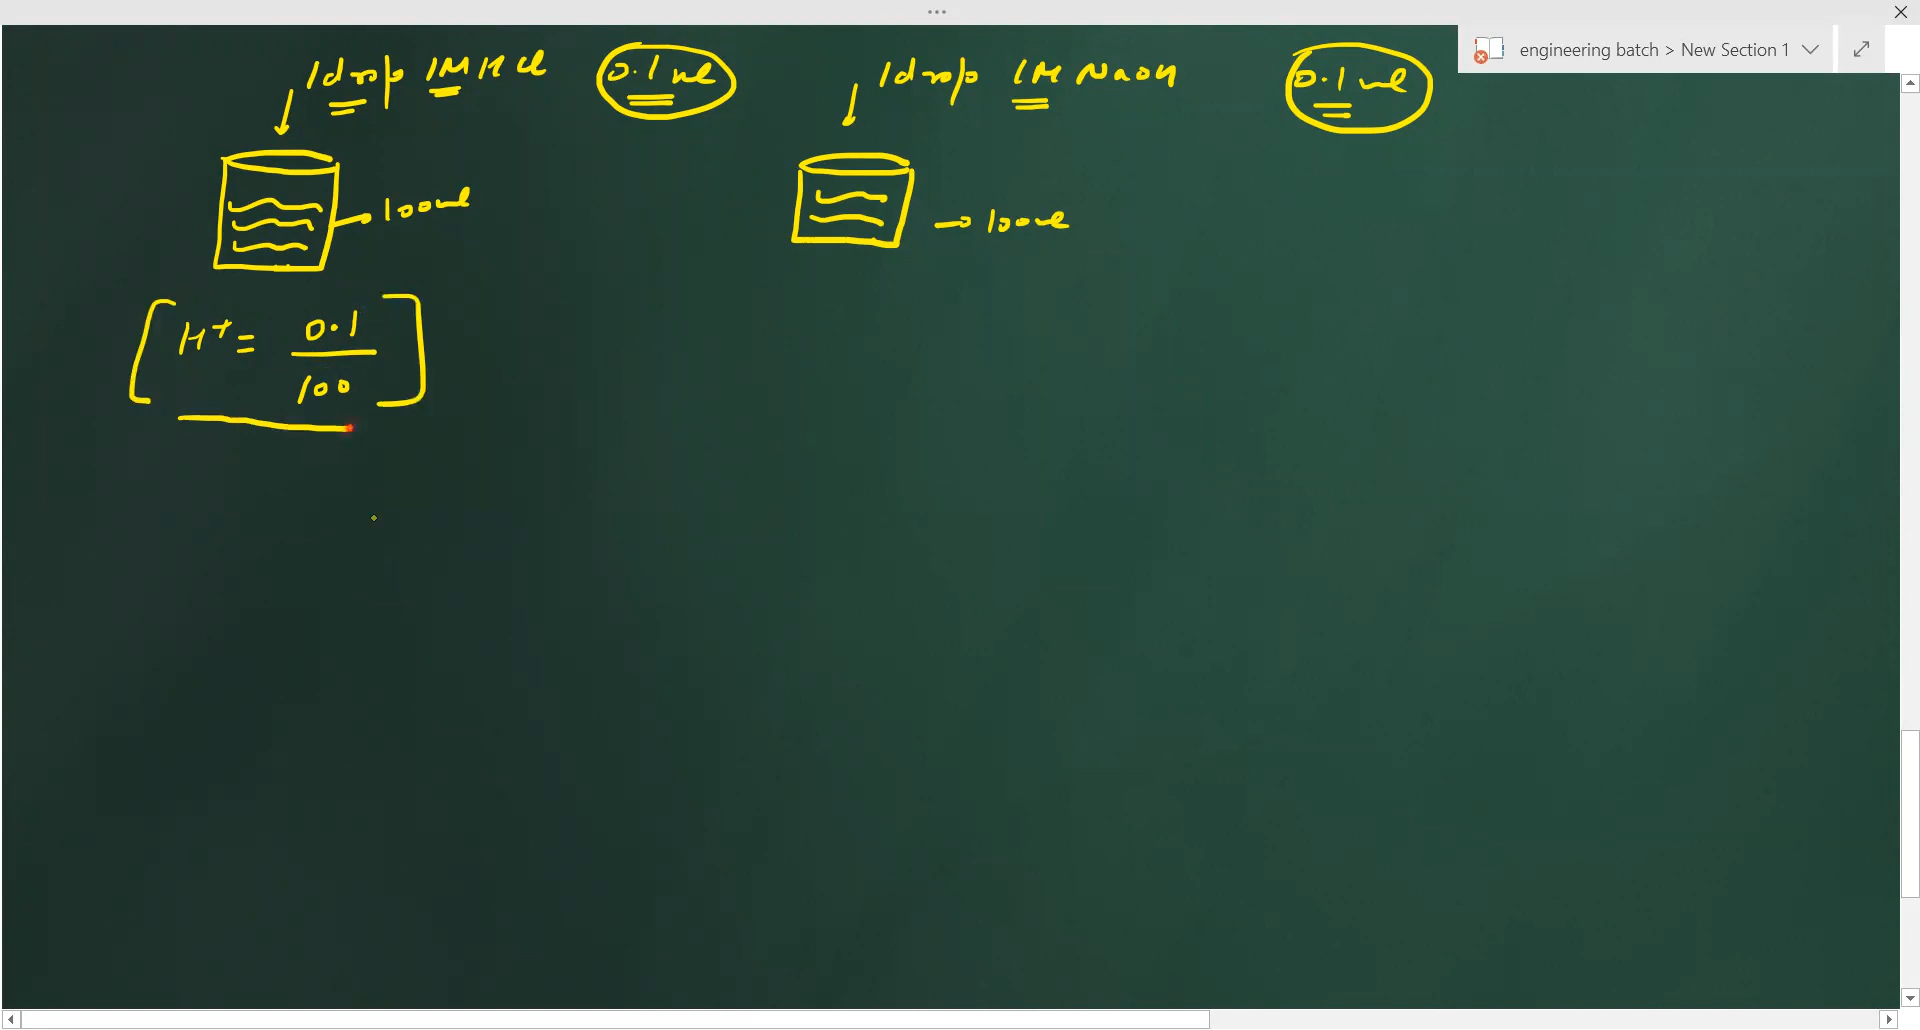 engineering batch > New Section 1
1drop 1M HCl 0.1 ml
1drop 1M NaOH 0.1 ml
100ml
100ml
H+ = 0.1
100